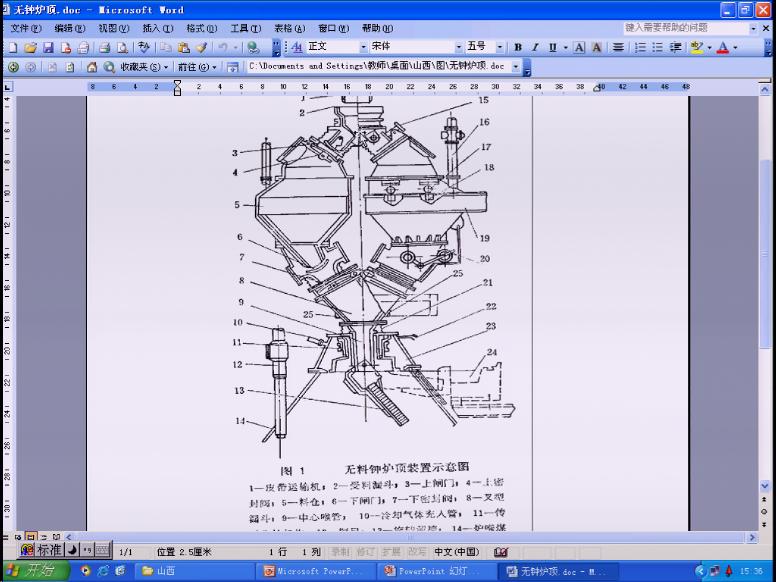 无钟炉顶.doc - Microsoft Word
文件(F) 编辑(E) 视图(V) 插入(I) 格式(O) 工具(T) 表格(A) 窗口(W) 帮助(H)
键入需要帮助的问题
正文 宋体 五号 B I U A A
收藏夹(S) 前往(G) C:\Documents and Settings\教师\桌面\山西\图\无钟炉顶.doc
8 6 4 2 2 4 6 8 10 12 14 16 18 20 22 24 26 28 30 32 34 36 38 40 42 44 46 48
1
2
15
16
3
17
4
18
5
6
19
7
20
25
8
21
9
25
22
10
23
11
24
12
13
14
图 1 无料钟炉顶装置示意图
1—皮带运输机；2—受料漏斗；3—上闸门；4—上密
封阀；5—料仓；6—下闸门；7—下密封阀；8—叉型
漏斗；9—中心喉管；10—冷却气体充入管；11—传
标准
1/1 位置 2.5厘米 1 行 1 列 录制 修订 扩展 改写 中文(中国)
开始 山西 Microsoft PowerP... PowerPoint 幻灯... 无钟炉顶.doc - M... 15:36